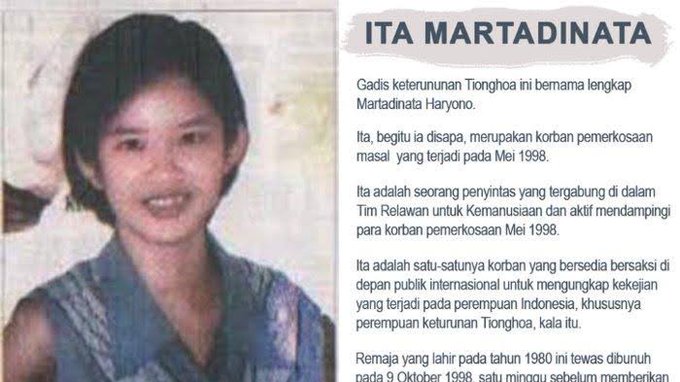 ITA MARTADINATA
Gadis keterununan Tionghoa ini bernama lengkap
Martadinata Haryono.
Ita, begitu ia disapa, merupakan korban pemerkosaan
masal yang terjadi pada Mei 1998.
Ita adalah seorang penyintas yang tergabung di dalam
Tim Relawan untuk Kemanusiaan dan aktif mendampingi
para korban pemerkosaan Mei 1998.
Ita adalah satu-satunya korban yang bersedia bersaksi di
depan publik internasional untuk mengungkap kekejian
yang terjadi pada perempuan Indonesia, khususnya
perempuan keturunan Tionghoa, kala itu.
Remaja yang lahir pada tahun 1980 ini tewas dibunuh
pada 9 Oktober 1998, satu minggu sebelum memberikan